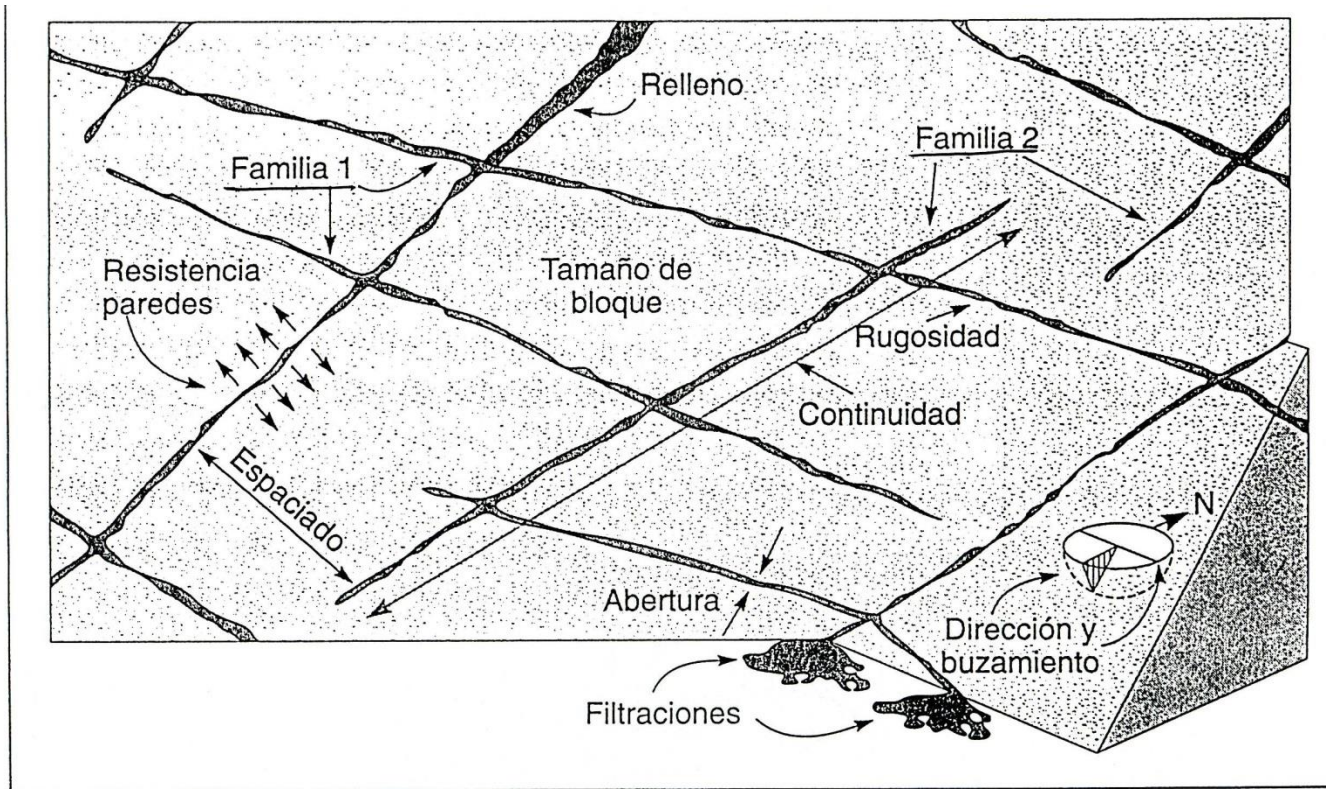 Relleno
Familia 2
Familia 1
Resistencia
paredes
Tamaño de
bloque
Rugosidad
Continuidad
Espaciado
N
Abertura
Dirección y
buzamiento
Filtraciones